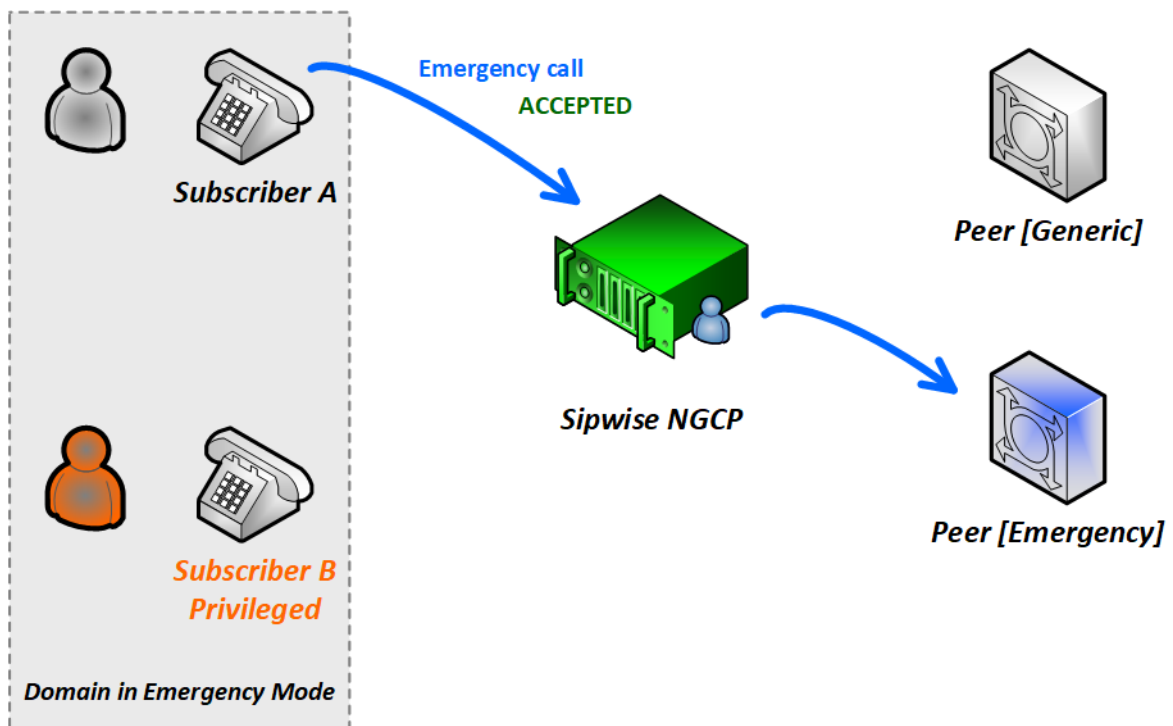 Emergency call
ACCEPTED
Subscriber A
Peer [Generic]
Sipwise NGCP
Peer [Emergency]
Subscriber B
Privileged
Domain in Emergency Mode